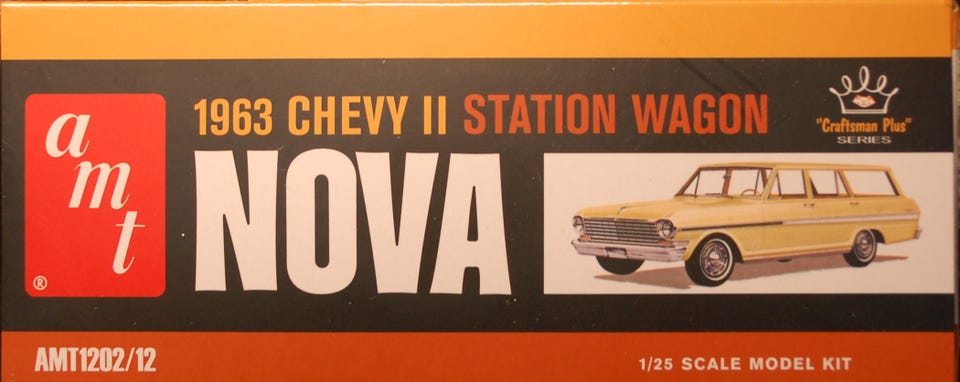 amt
®
1963 CHEVY II STATION WAGON
NOVA
"Craftsman Plus"
SERIES
AMT1202/12
1/25 SCALE MODEL KIT